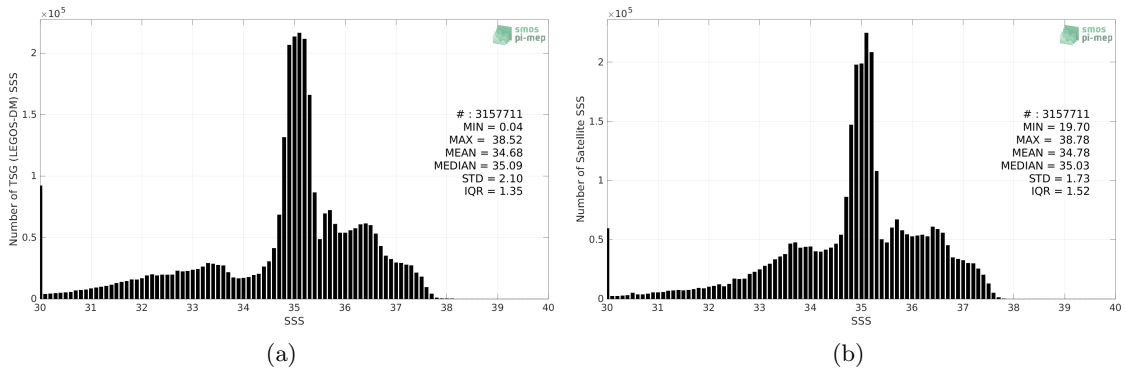 ×10⁵
smos
pi-mep
Number of TSG (LEGOS-DM) SSS
2
1.5
1
0.5
0
# : 3157711
MIN = 0.04
MAX = 38.52
MEAN = 34.68
MEDIAN = 35.09
STD = 2.10
IQR = 1.35
30 31 32 33 34 35 36 37 38 39 40
SSS
(a)
×10⁵
smos
pi-mep
Number of Satellite SSS
2
1.5
1
0.5
0
# : 3157711
MIN = 19.70
MAX = 38.78
MEAN = 34.78
MEDIAN = 35.03
STD = 1.73
IQR = 1.52
30 31 32 33 34 35 36 37 38 39 40
SSS
(b)